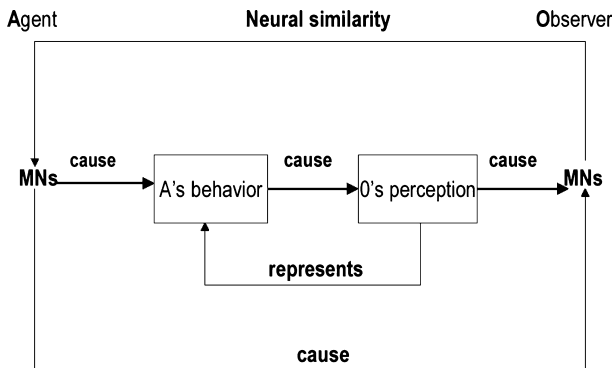 Agent Neural similarity Observer
cause cause cause
MNs A's behavior 0's perception MNs
represents
cause